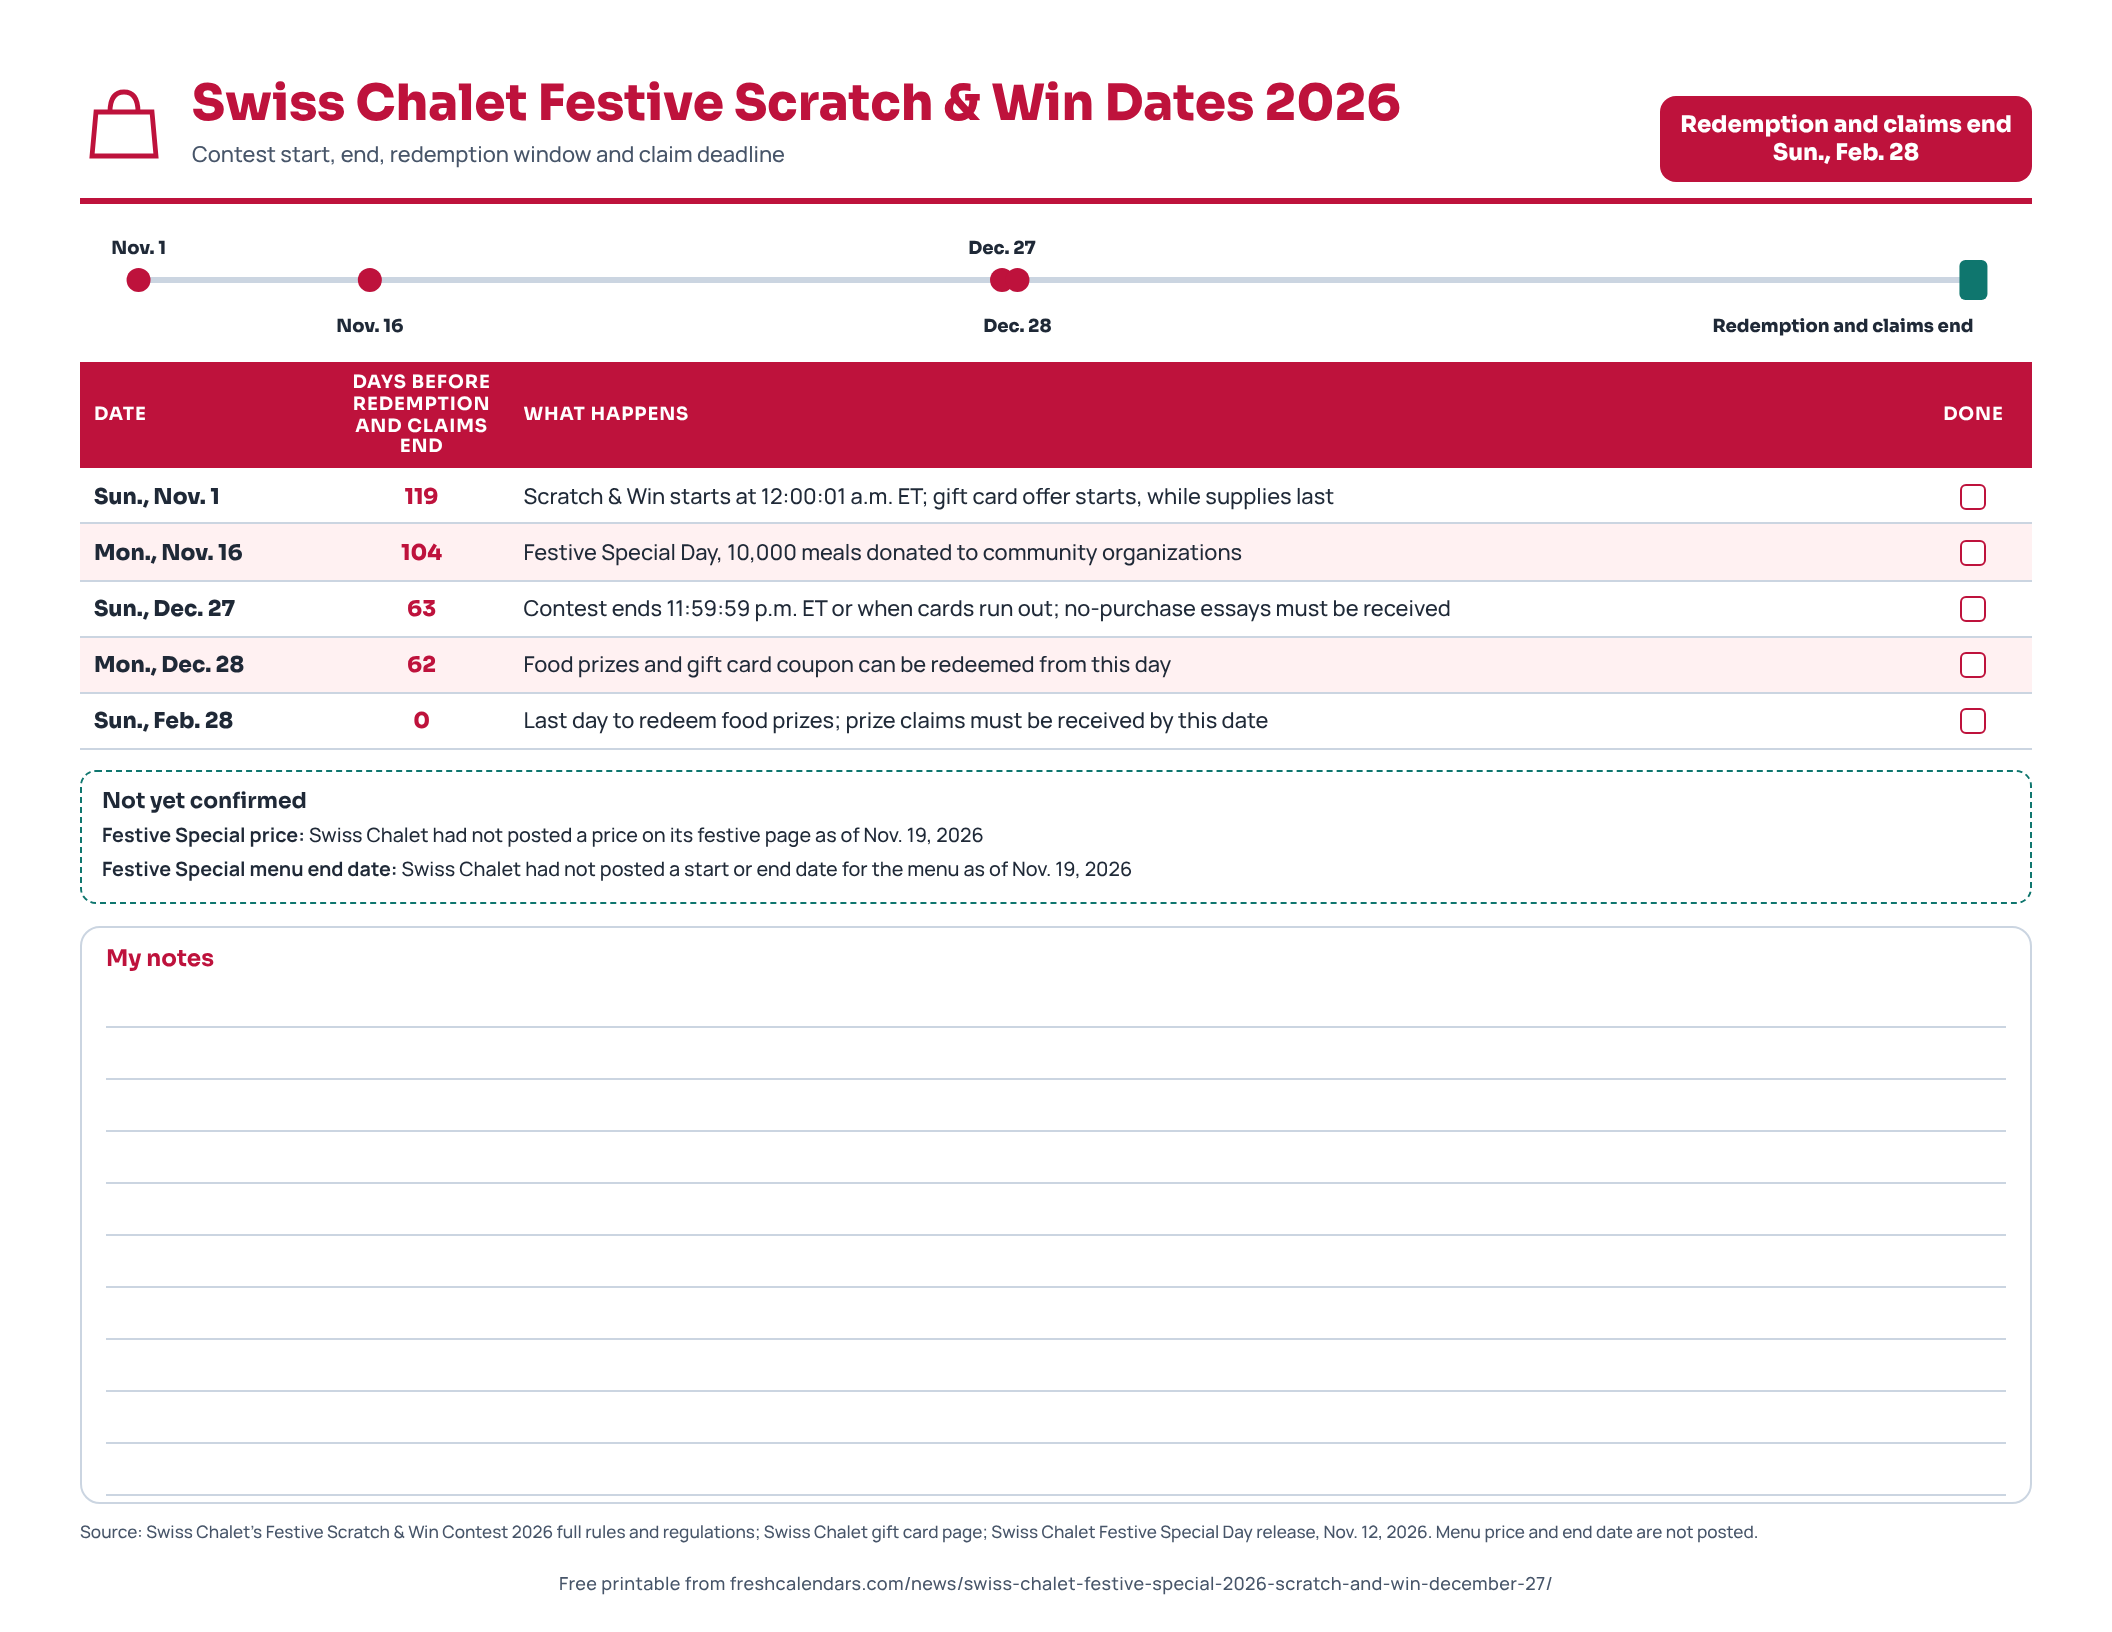 Swiss Chalet Festive Scratch & Win Dates 2026
Contest start, end, redemption window and claim deadline
Redemption and claims end
Sun., Feb. 28
Nov. 1
Dec. 27
Nov. 16
Dec. 28
Redemption and claims end
DATE
DAYS BEFORE
REDEMPTION
AND CLAIMS
END
WHAT HAPPENS
DONE
Sun., Nov. 1 119 Scratch & Win starts at 12:00:01 a.m. ET; gift card offer starts, while supplies last
Mon., Nov. 16 104 Festive Special Day, 10,000 meals donated to community organizations
Sun., Dec. 27 63 Contest ends 11:59:59 p.m. ET or when cards run out; no-purchase essays must be received
Mon., Dec. 28 62 Food prizes and gift card coupon can be redeemed from this day
Sun., Feb. 28 0 Last day to redeem food prizes; prize claims must be received by this date
Not yet confirmed
Festive Special price: Swiss Chalet had not posted a price on its festive page as of Nov. 19, 2026
Festive Special menu end date: Swiss Chalet had not posted a start or end date for the menu as of Nov. 19, 2026
My notes
Source: Swiss Chalet's Festive Scratch & Win Contest 2026 full rules and regulations; Swiss Chalet gift card page; Swiss Chalet Festive Special Day release, Nov. 12, 2026. Menu price and end date are not posted.
Free printable from freshcalendars.com/news/swiss-chalet-festive-special-2026-scratch-and-win-december-27/